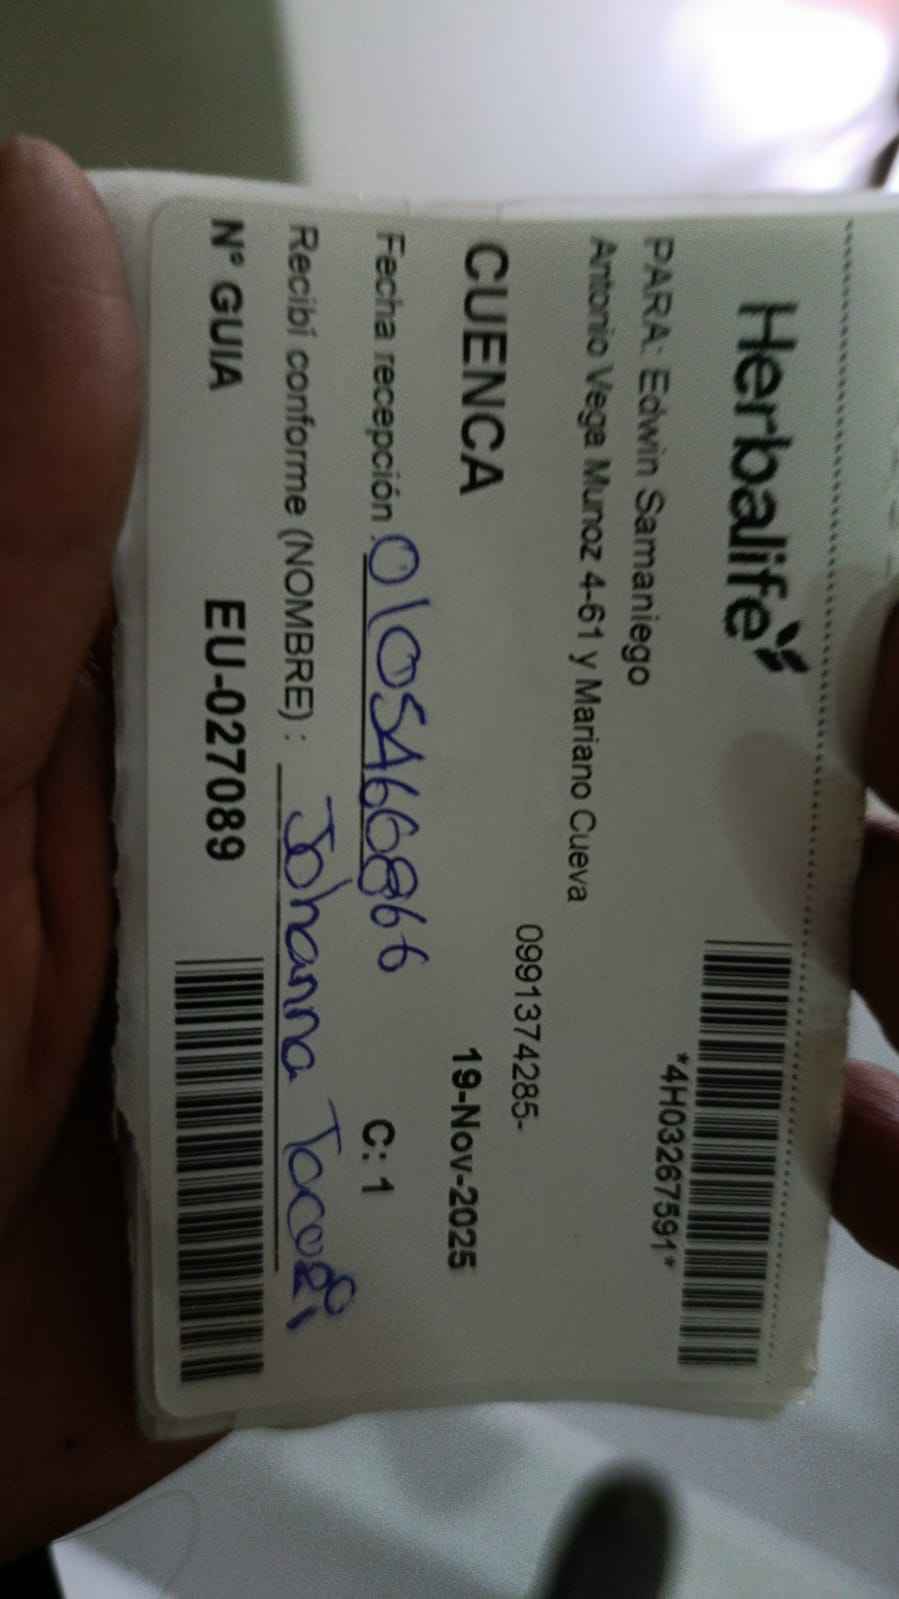 Herbalife
*4H03267591*
PARA: Edwin Samaniego
Antonio Vega Munoz 4-61 y Mariano Cueva
0991374285-
CUENCA 19-Nov-2025
Fecha recepción : 0105466866 C: 1
Recibí conforme (NOMBRE) : Johanna
N° GUIA EU-027089